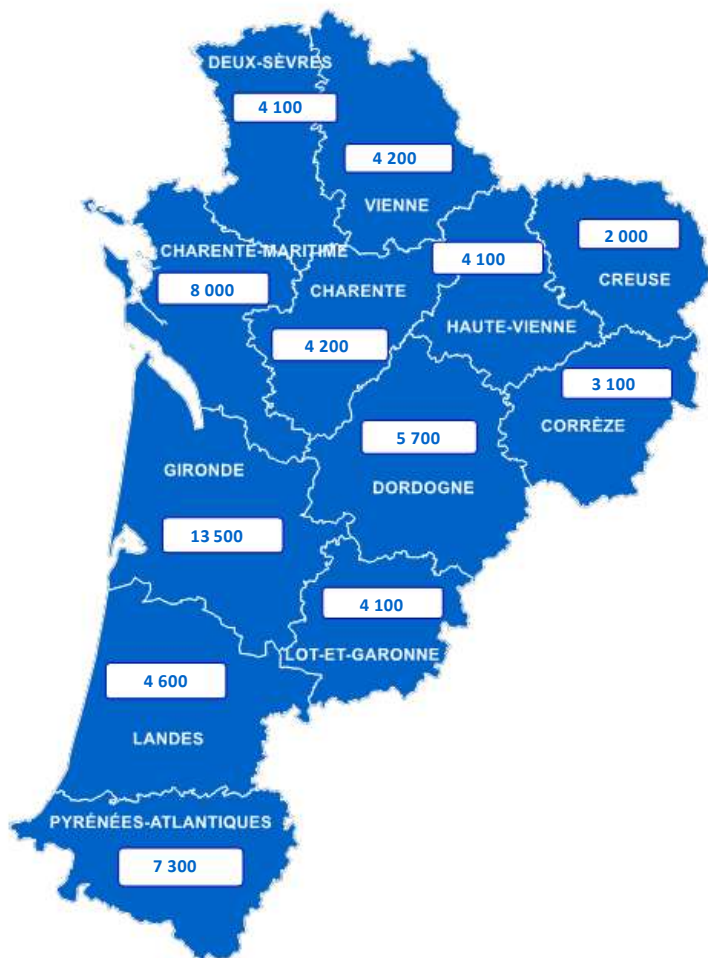 DEUX-SÈVRES
4 100
4 200
VIENNE
2 000
CREUSE
CHARENTE-MARITIME
8 000
4 100
HAUTE-VIENNE
CHARENTE
4 200
3 100
CORRÈZE
5 700
DORDOGNE
GIRONDE
13 500
4 100
LOT-ET-GARONNE
4 600
LANDES
PYRÉNÉES-ATLANTIQUES
7 300